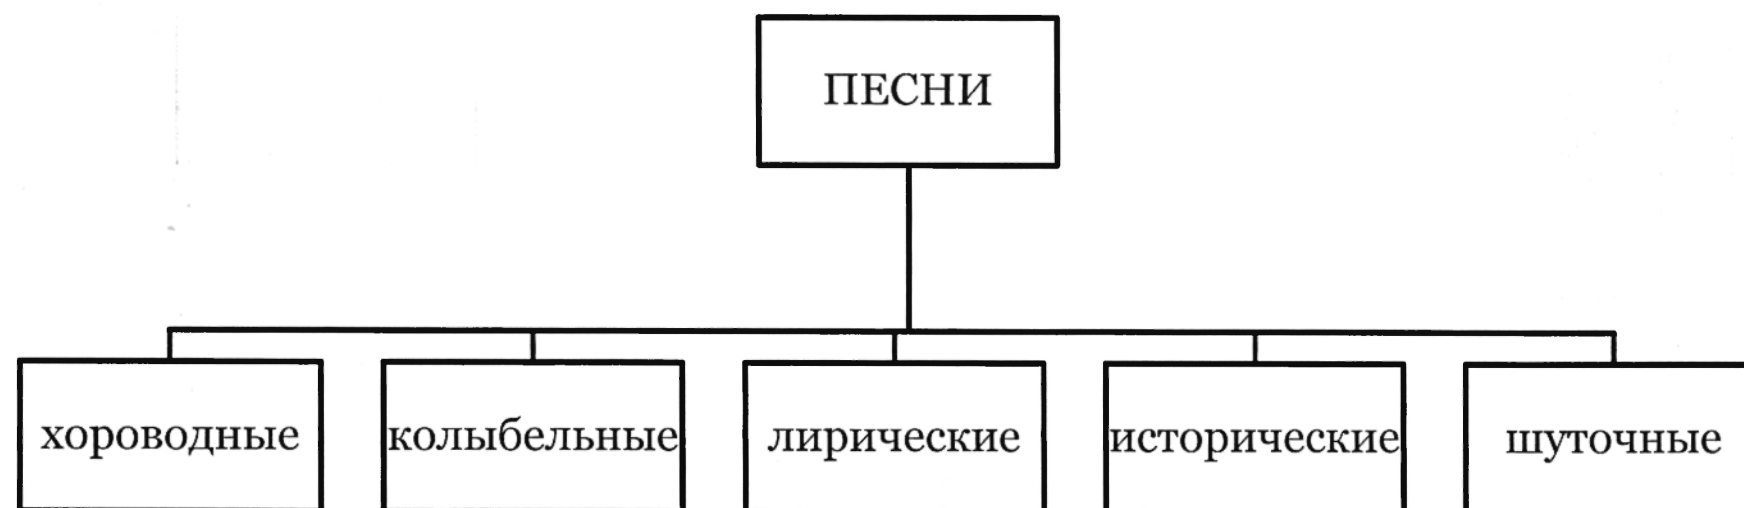 ПЕСНИ
хороводные
колыбельные
лирические
исторические
шуточные